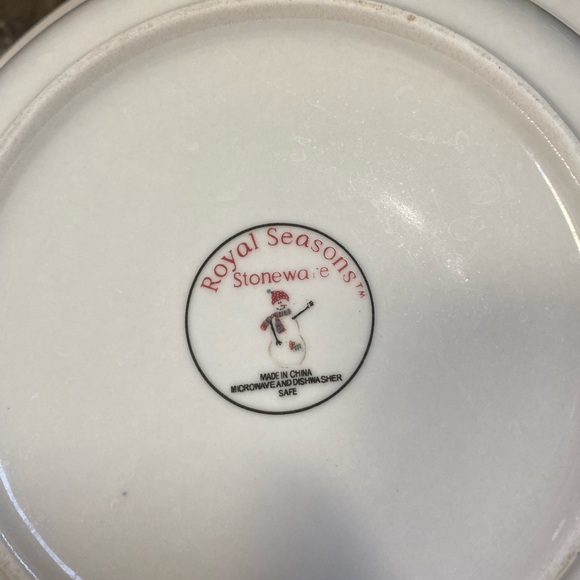 Royal Seasons™
Stoneware
MADE IN CHINA
MICROWAVE AND DISHWASHER
SAFE